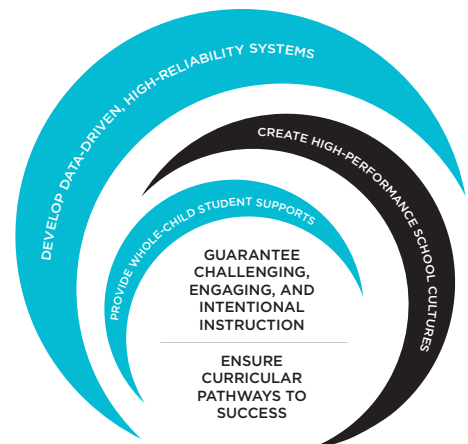 DEVELOP DATA-DRIVEN, HIGH-RELIABILITY SYSTEMS
CREATE HIGH-PERFORMANCE SCHOOL CULTURES
PROVIDE WHOLE-CHILD STUDENT SUPPORTS
GUARANTEE
CHALLENGING,
ENGAGING, AND
INTENTIONAL
INSTRUCTION
ENSURE
CURRICULAR
PATHWAYS TO
SUCCESS